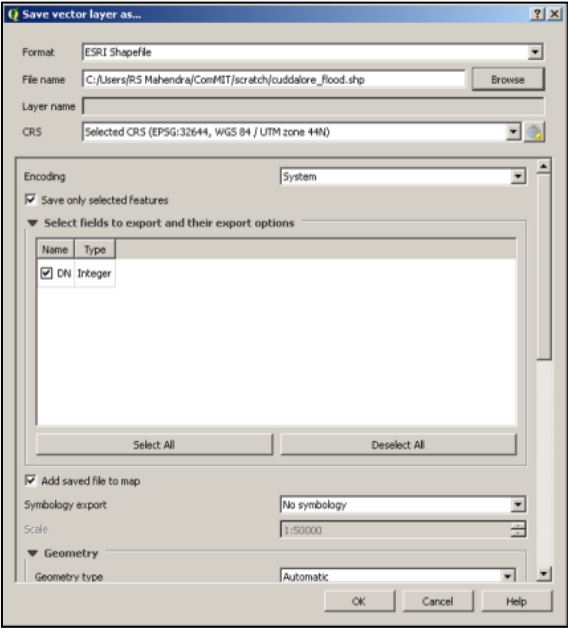 Save vector layer as...
Format ESRI Shapefile
File name C:/Users/RS Mahendra/ComMIT/scratch/cuddalore_flood.shp Browse
Layer name
CRS Selected CRS (EPSG:32644, WGS 84 / UTM zone 44N)
Encoding System
Save only selected features
Select fields to export and their export options
Name Type
DN Integer
Select All Deselect All
Add saved file to map
Symbology export No symbology
Scale 1:50000
Geometry
Geometry type Automatic
OK Cancel Help